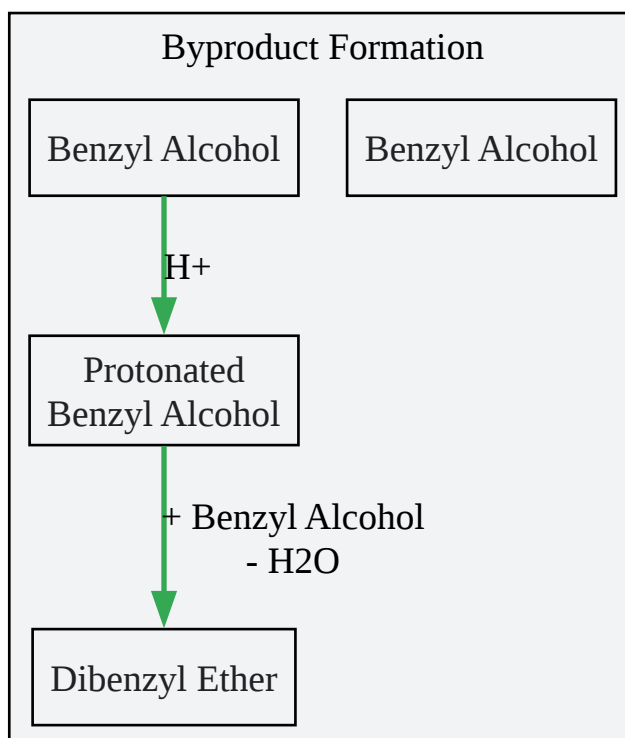 Byproduct Formation
Benzyl Alcohol
Benzyl Alcohol
H+
Protonated
Benzyl Alcohol
+ Benzyl Alcohol
- H2O
Dibenzyl Ether